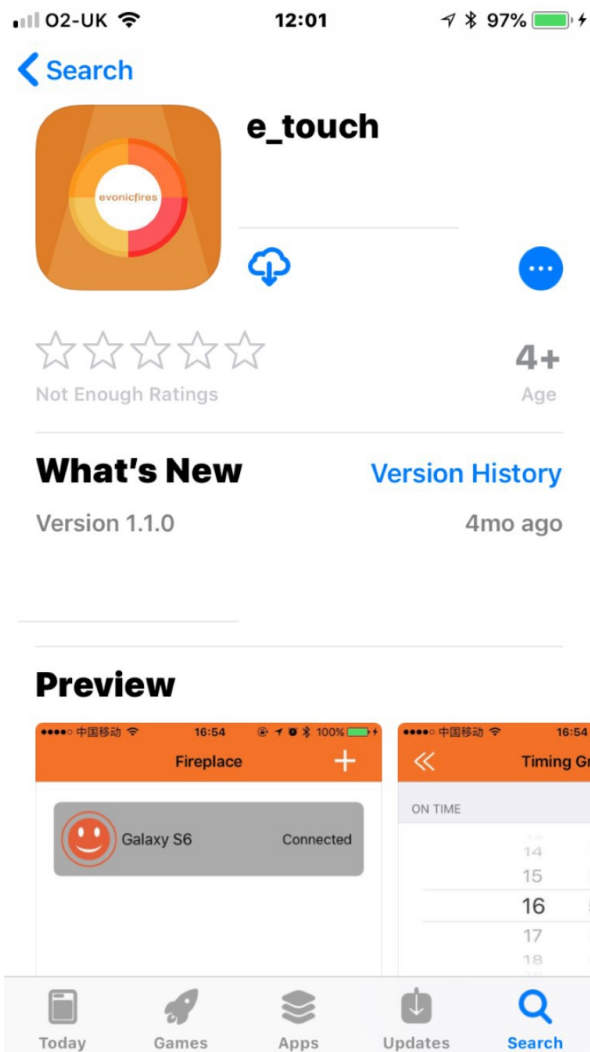 O2-UK 12:01 97%
Search
e_touch
evonicfires
4+
Not Enough Ratings Age
What's New Version History
Version 1.1.0 4mo ago
Preview
中国移动 16:54 100%
Fireplace
Galaxy S6 Connected
中国移动 16:54
Timing Gr
ON TIME
14
15
16
17
18
Today Games Apps Updates Search